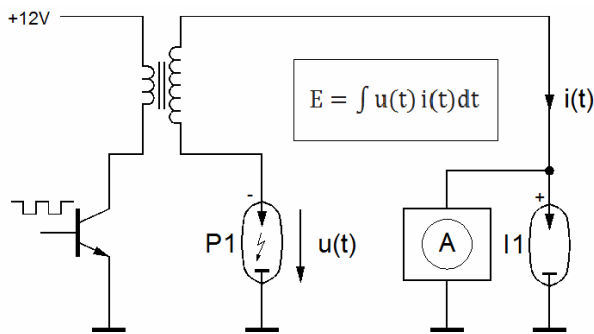 +12V
E = ∫ u(t) i(t)dt
i(t)
-
+
P1
u(t)
A
I1